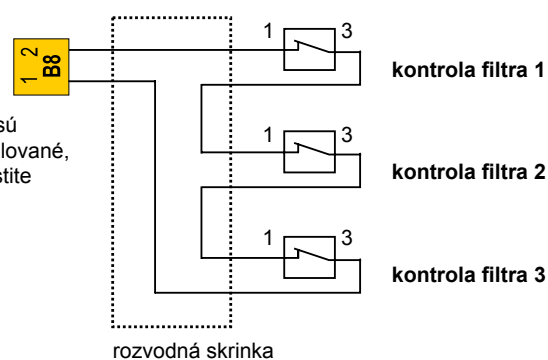 1 2
B8
1 3
kontrola filtra 1
sú
lované,
tite
1 3
kontrola filtra 2
1 3
kontrola filtra 3
rozvodná skrinka